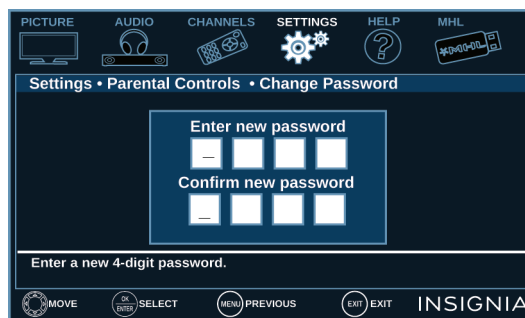 PICTURE AUDIO CHANNELS SETTINGS HELP MHL
MHL
Settings • Parental Controls • Change Password
Enter new password
_
Confirm new password
_
Enter a new 4-digit password.
MOVE OK ENTER SELECT MENU PREVIOUS EXIT EXIT INSIGNIA